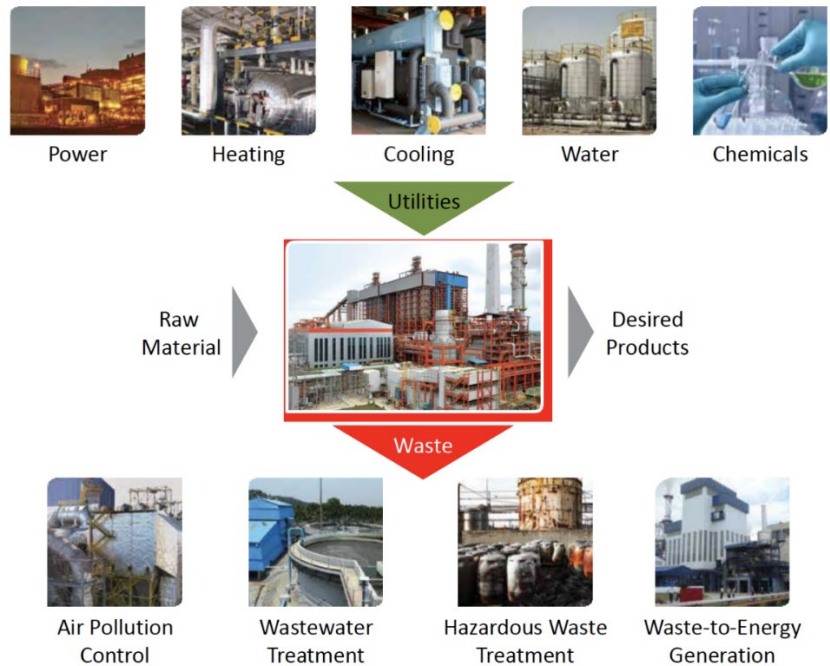 Power
Heating
Cooling
Water
Chemicals
Utilities
Raw
Material
Desired
Products
Waste
Air Pollution
Control
Wastewater
Treatment
Hazardous Waste
Treatment
Waste-to-Energy
Generation